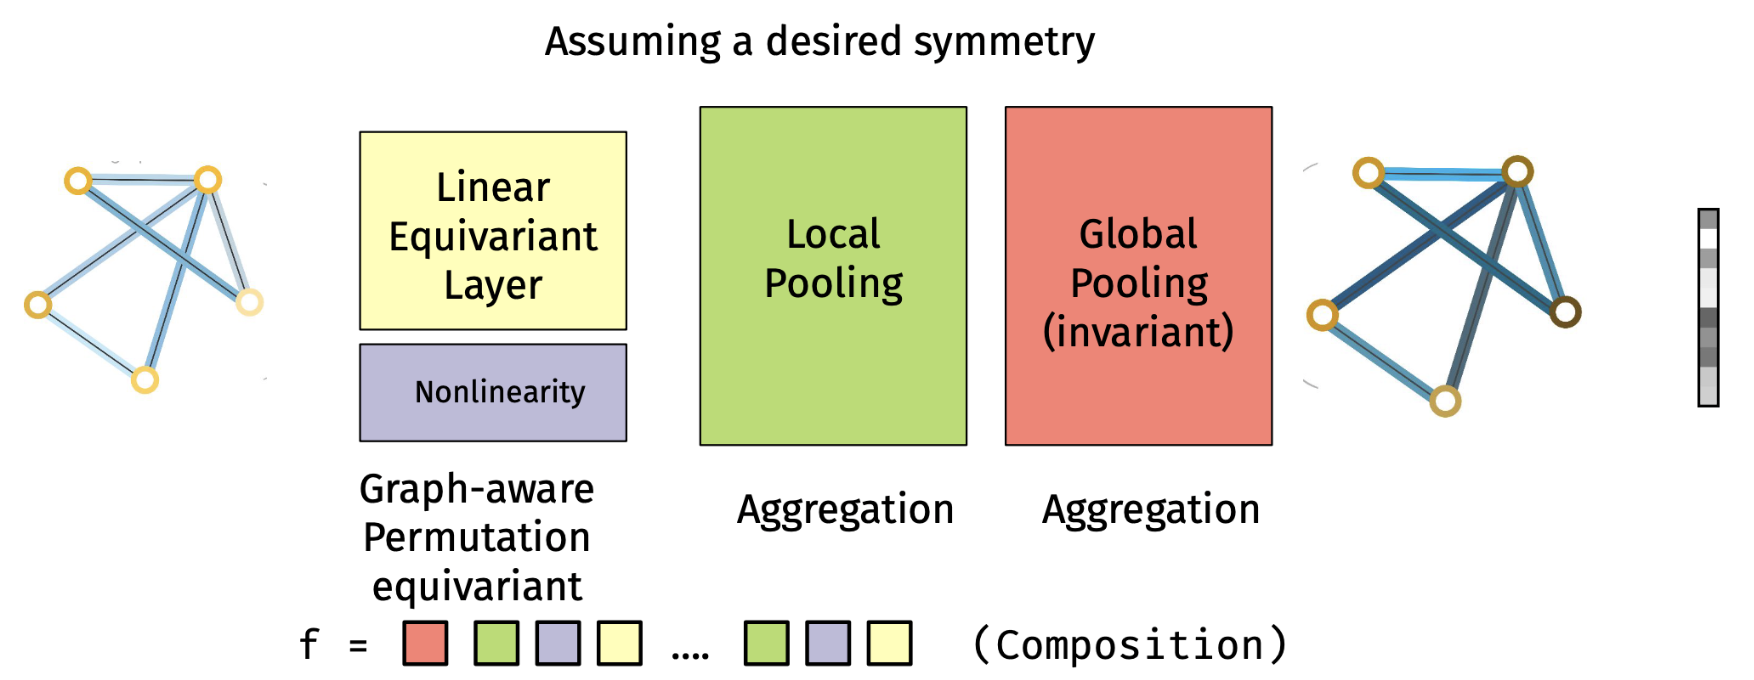 Assuming a desired symmetry
Linear
Equivariant
Layer
Nonlinearity
Graph-aware
Permutation
equivariant
Local
Pooling
Aggregation
Global
Pooling
(invariant)
Aggregation
f = .... (Composition)